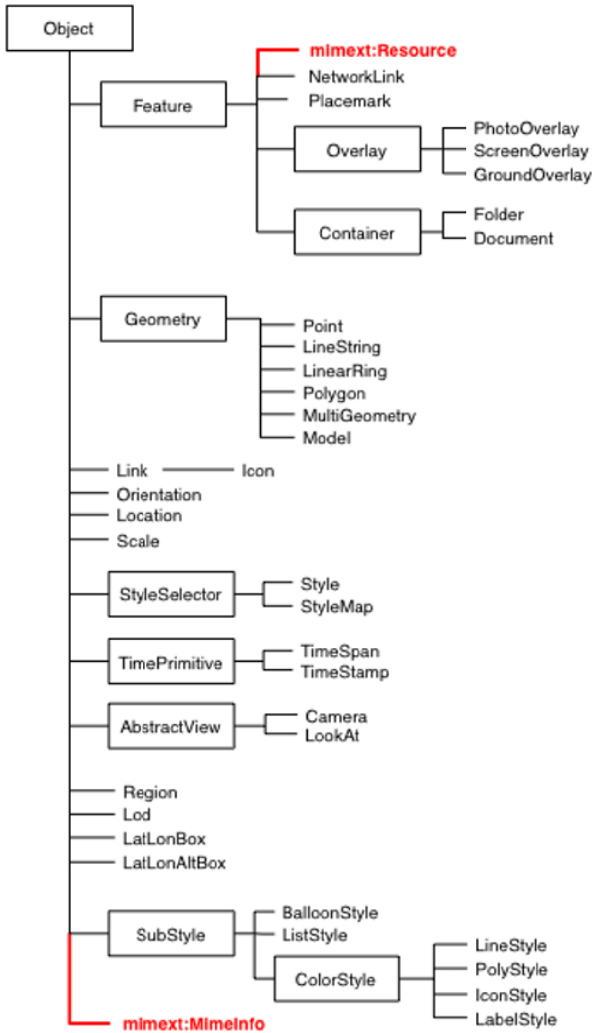 Object
mimext:Resource
NetworkLink
Feature
Placemark
PhotoOverlay
Overlay
ScreenOverlay
GroundOverlay
Folder
Container
Document
Geometry
Point
LineString
LinearRing
Polygon
MultiGeometry
Model
Link
Icon
Orientation
Location
Scale
Style
StyleSelector
StyleMap
TimeSpan
TimePrimitive
TimeStamp
Camera
AbstractView
LookAt
Region
Lod
LatLonBox
LatLonAltBox
BalloonStyle
SubStyle
ListStyle
LineStyle
ColorStyle
PolyStyle
IconStyle
LabelStyle
mimext:MimeInfo